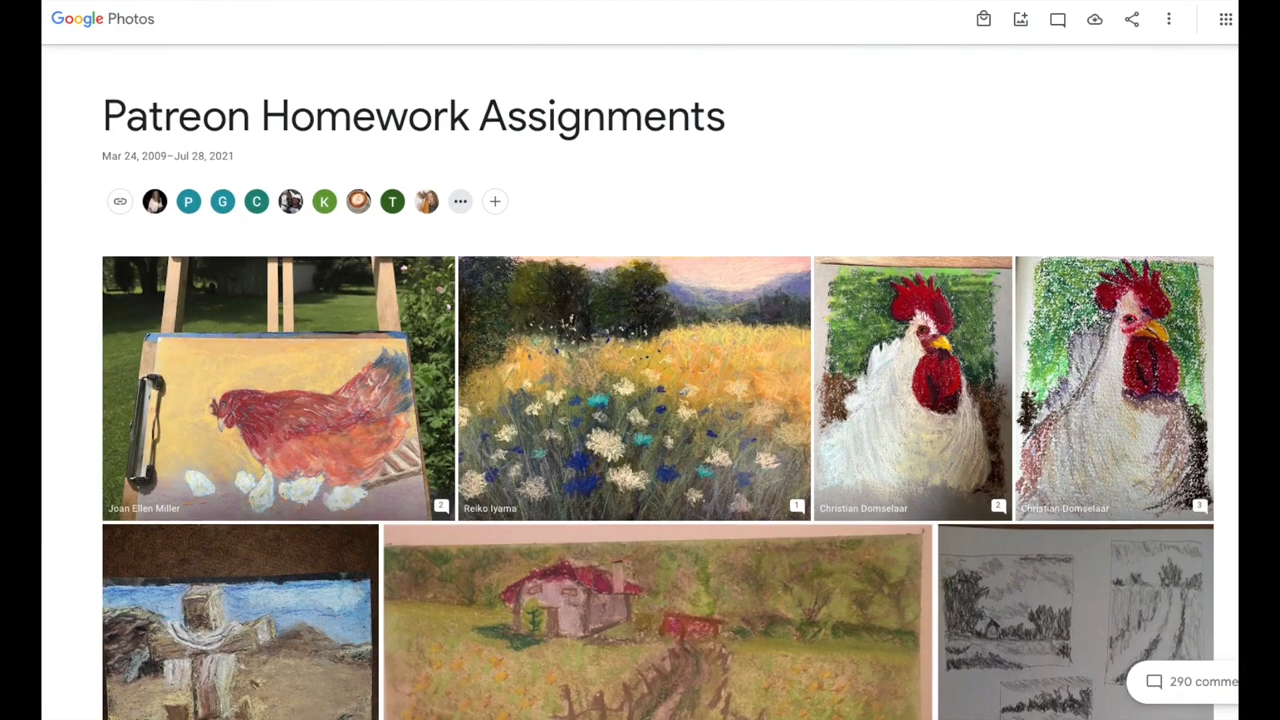 Google Photos
Patreon Homework Assignments
Mar 24, 2009–Jul 28, 2021
P G C K T
Joan Ellen Miller
2
Reiko Iyama
1
Christian Domselaar
2
Christian Domselaar
3
290 comme